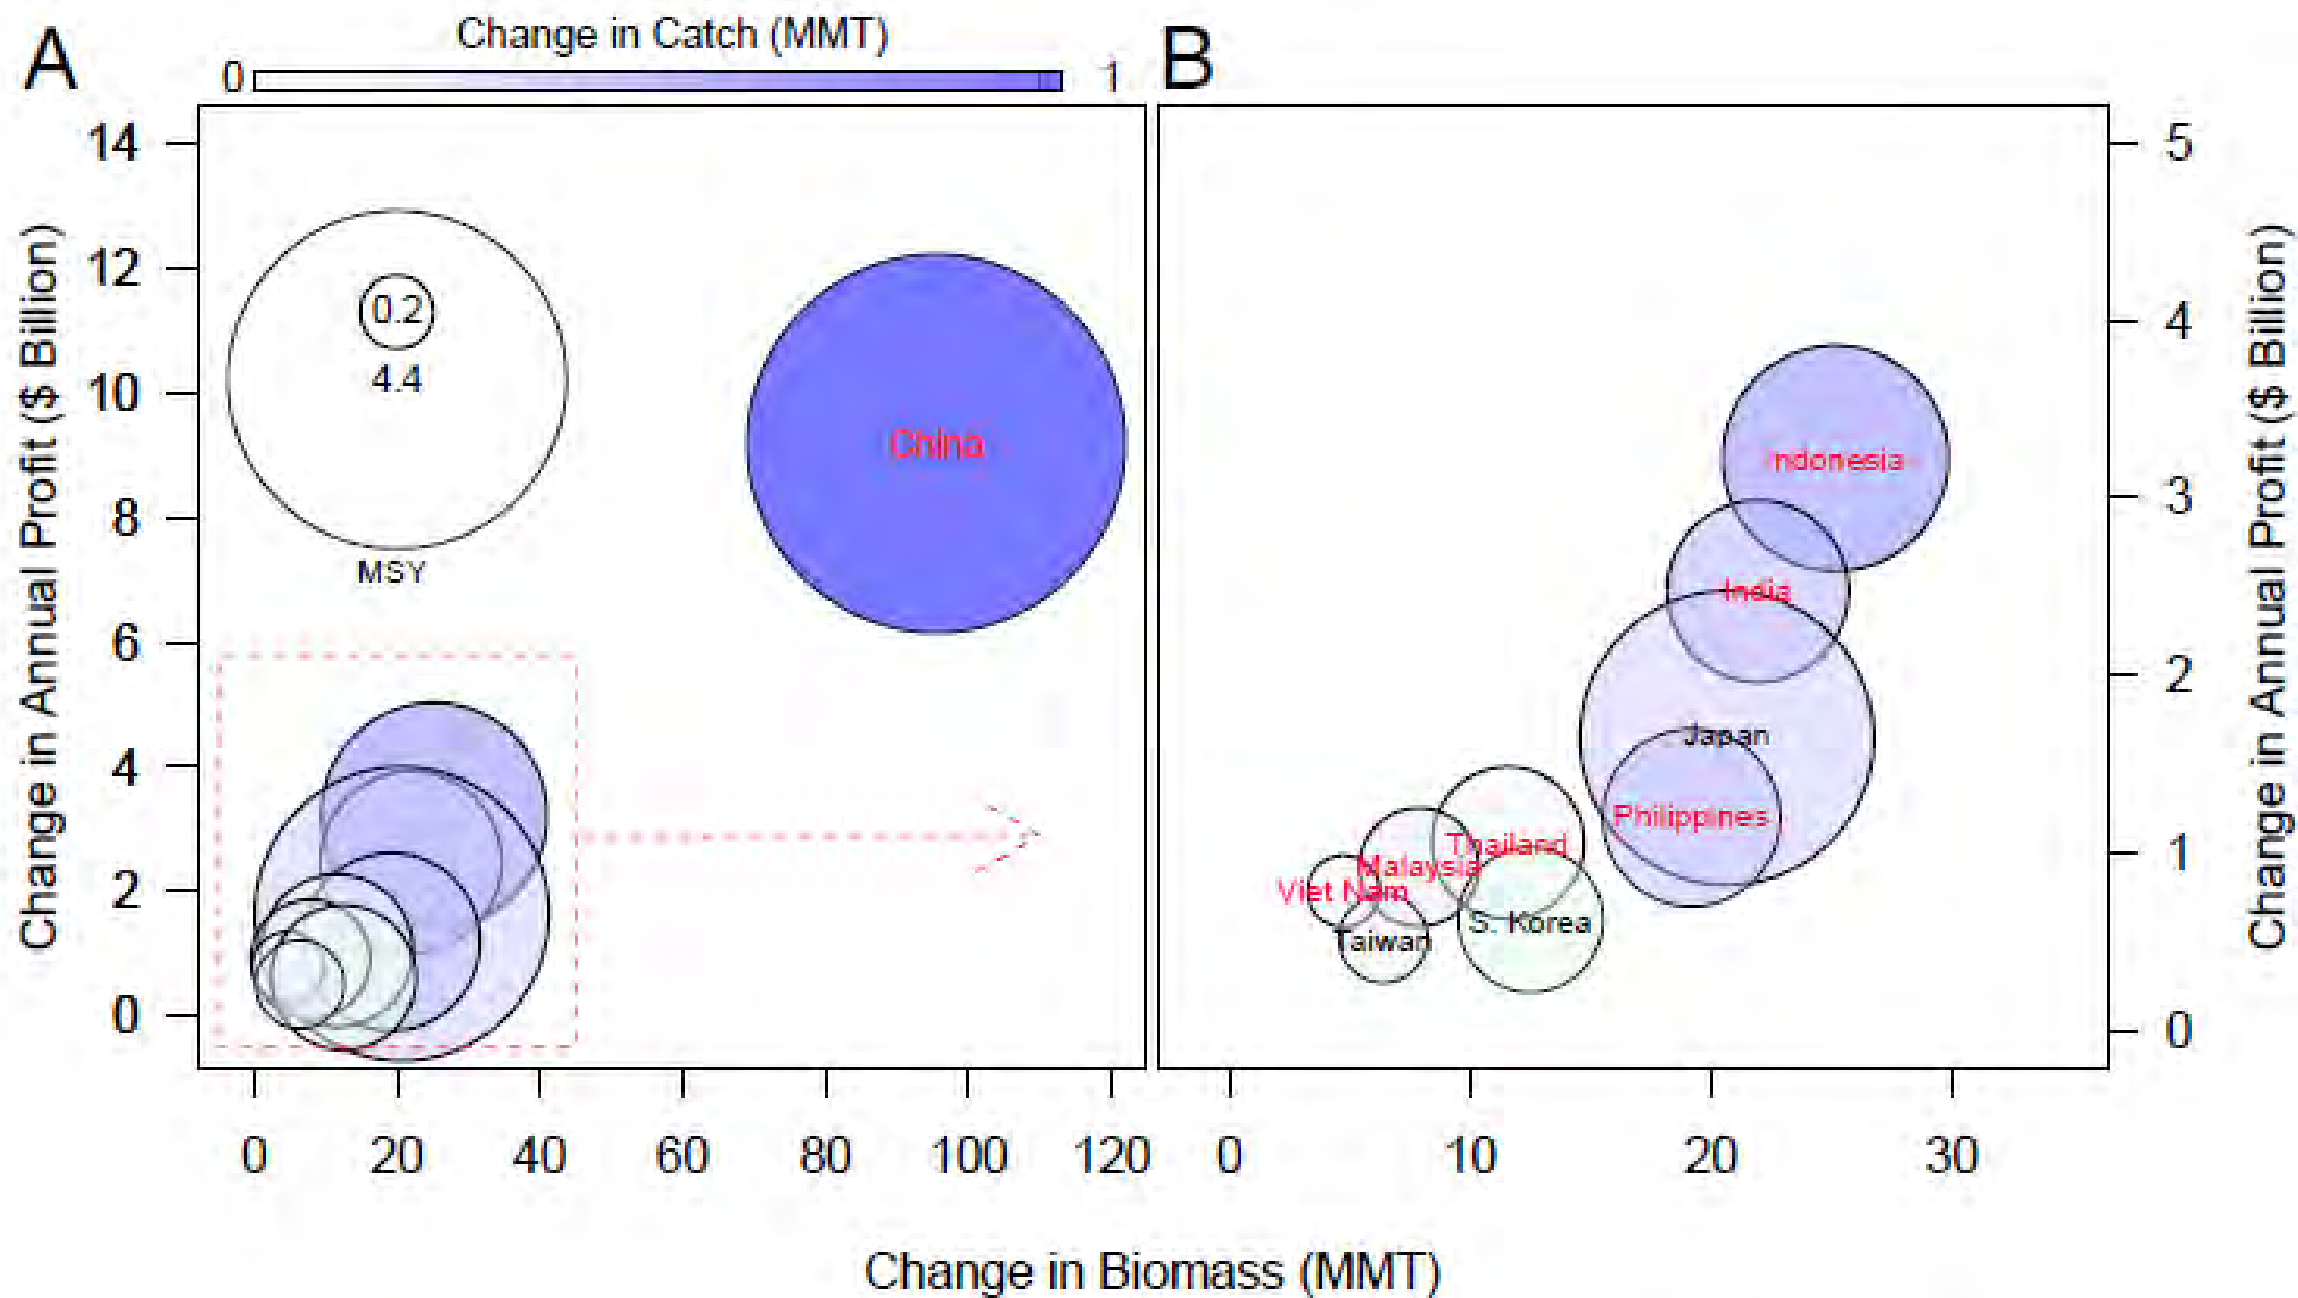 A
Change in Catch (MMT)
0
1
B
Change in Annual Profit ($ Billion)
14
12
10
8
6
4
2
0
0.2
4.4
MSY
China
0
20
40
60
80
100
120
Indonesia
India
Japan
Philippines
Thailand
Malaysia
Viet Nam
S. Korea
Taiwan
5
4
3
2
1
0
Change in Annual Profit ($ Billion)
0
10
20
30
Change in Biomass (MMT)